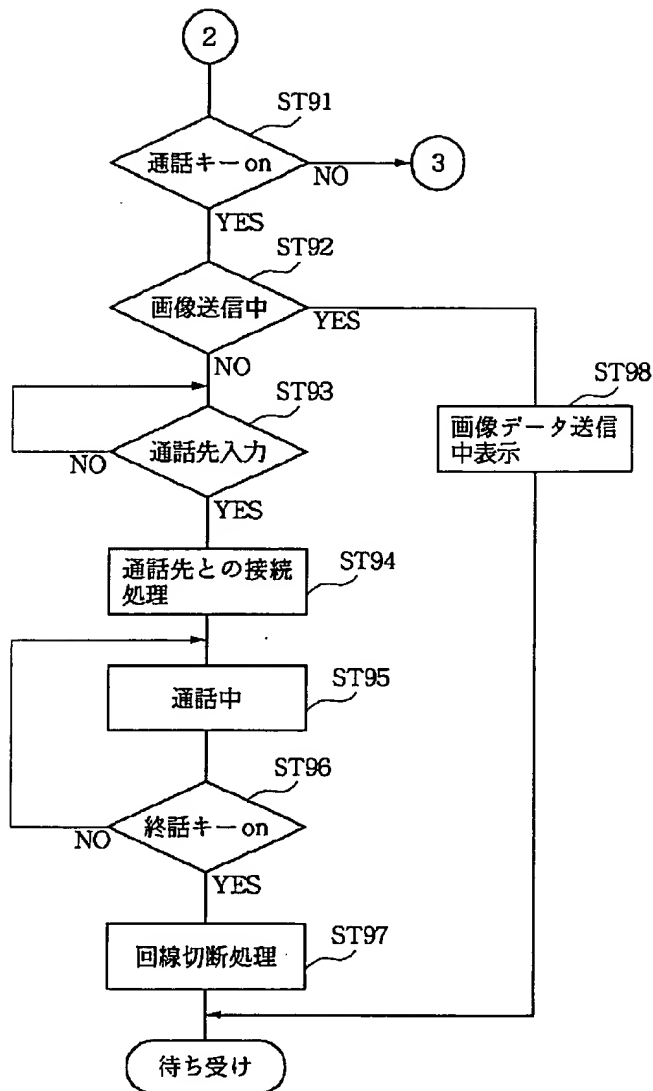 2
ST91
通話キーon
NO
3
YES
ST92
画像送信中
YES
NO
ST93
通話先入力
NO
YES
ST98
画像データ送信
中表示
通話先との接続
処理
ST94
通話中
ST95
ST96
終話キーon
NO
YES
回線切断処理
ST97
待ち受け